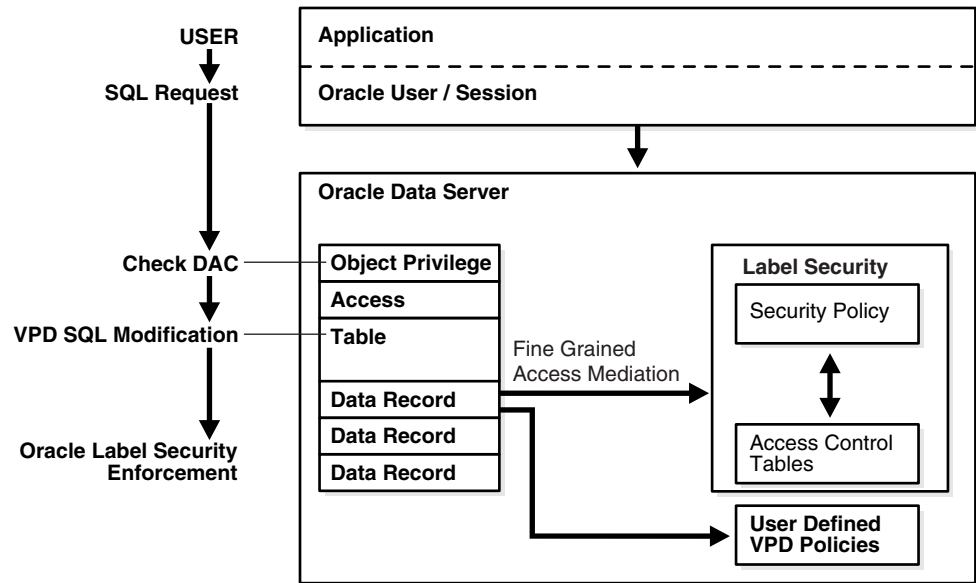 USER
SQL Request
Check DAC
VPD SQL Modification
Oracle Label Security
Enforcement
Application
Oracle User / Session
Oracle Data Server
Object Privilege
Access
Table
Data Record
Data Record
Data Record
Fine Grained
Access Mediation
Label Security
Security Policy
Access Control
Tables
User Defined
VPD Policies